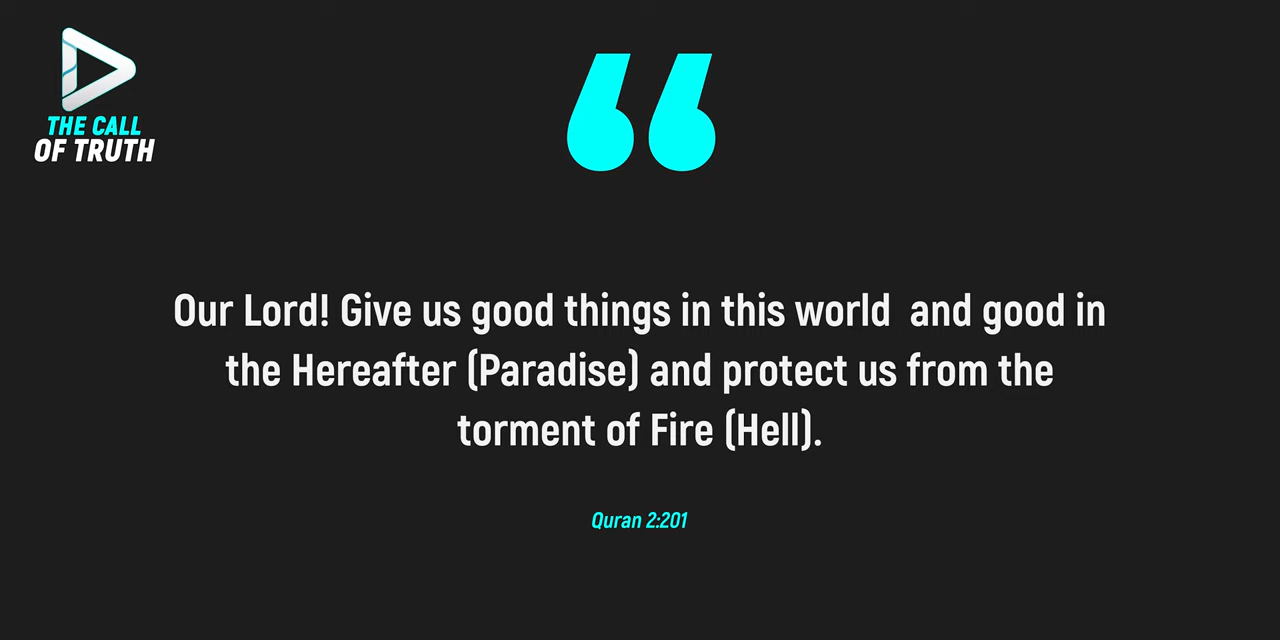 THE CALL
OF TRUTH
Our Lord! Give us good things in this world  and good in
the Hereafter (Paradise) and protect us from the
torment of Fire (Hell).
Quran 2:201